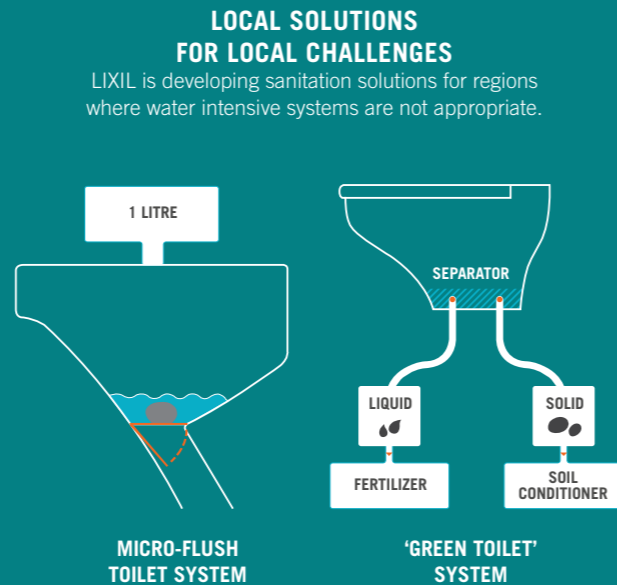 LOCAL SOLUTIONS
FOR LOCAL CHALLENGES
LIXIL is developing sanitation solutions for regions
where water intensive systems are not appropriate.
1 LITRE
MICRO-FLUSH
TOILET SYSTEM
SEPARATOR
LIQUID
SOLID
FERTILIZER
SOIL
CONDITIONER
‘GREEN TOILET’
SYSTEM